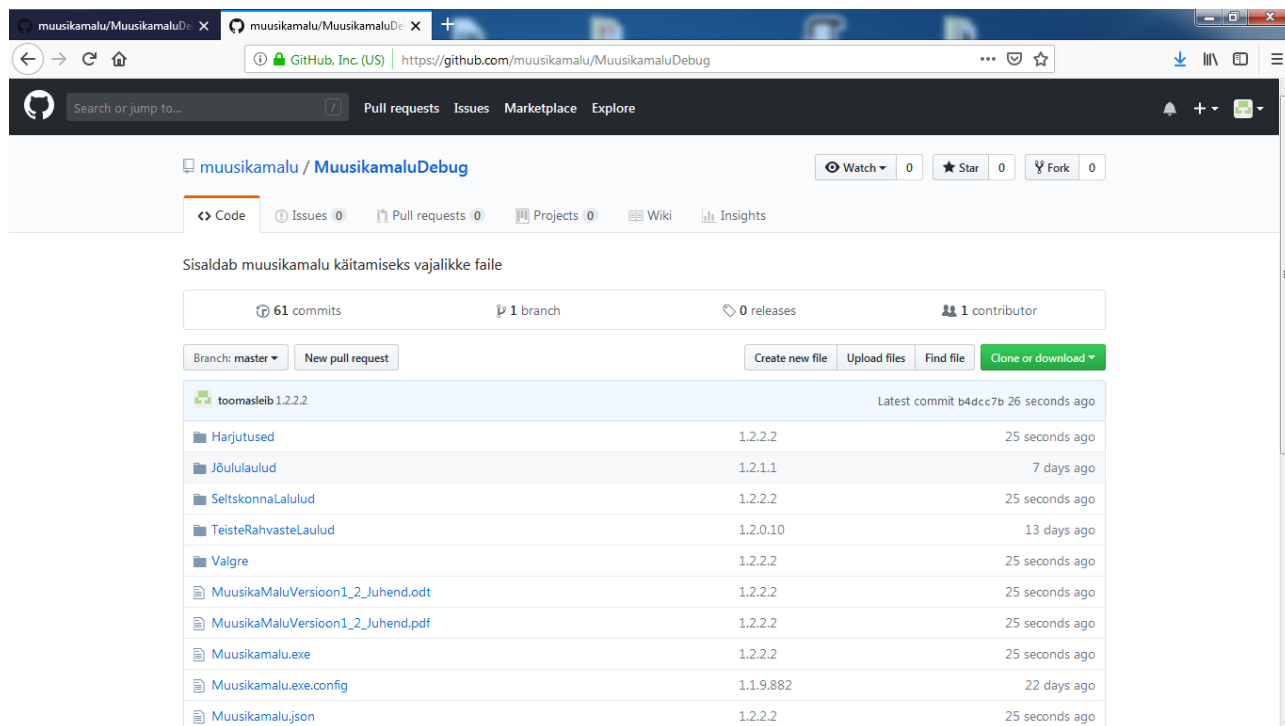 muusikamalu/MuusikamaluDe
muusikamalu/MuusikamaluDe
GitHub, Inc. (US) https://github.com/muusikamalu/MuusikamaluDebug
Search or jump to... / Pull requests Issues Marketplace Explore
muusikamalu / MuusikamaluDebug Watch 0 Star 0 Fork 0
Code Issues 0 Pull requests 0 Projects 0 Wiki Insights
Sisaldab muusikamalu käitamiseks vajalikke faile
61 commits 1 branch 0 releases 1 contributor
Branch: master New pull request Create new file Upload files Find file Clone or download
toomasleib 1.2.2.2 Latest commit b4dcc7b 26 seconds ago
Harjutused 1.2.2.2 25 seconds ago
Jõululaulud 1.2.1.1 7 days ago
SeltskonnaLalulud 1.2.2.2 25 seconds ago
TeisteRahvasteLaulud 1.2.0.10 13 days ago
Valgre 1.2.2.2 25 seconds ago
MuusikaMaluVersioon1_2_Juhend.odt 1.2.2.2 25 seconds ago
MuusikaMaluVersioon1_2_Juhend.pdf 1.2.2.2 25 seconds ago
Muusikamalu.exe 1.2.2.2 25 seconds ago
Muusikamalu.exe.config 1.1.9.882 22 days ago
Muusikamalu.json 1.2.2.2 25 seconds ago